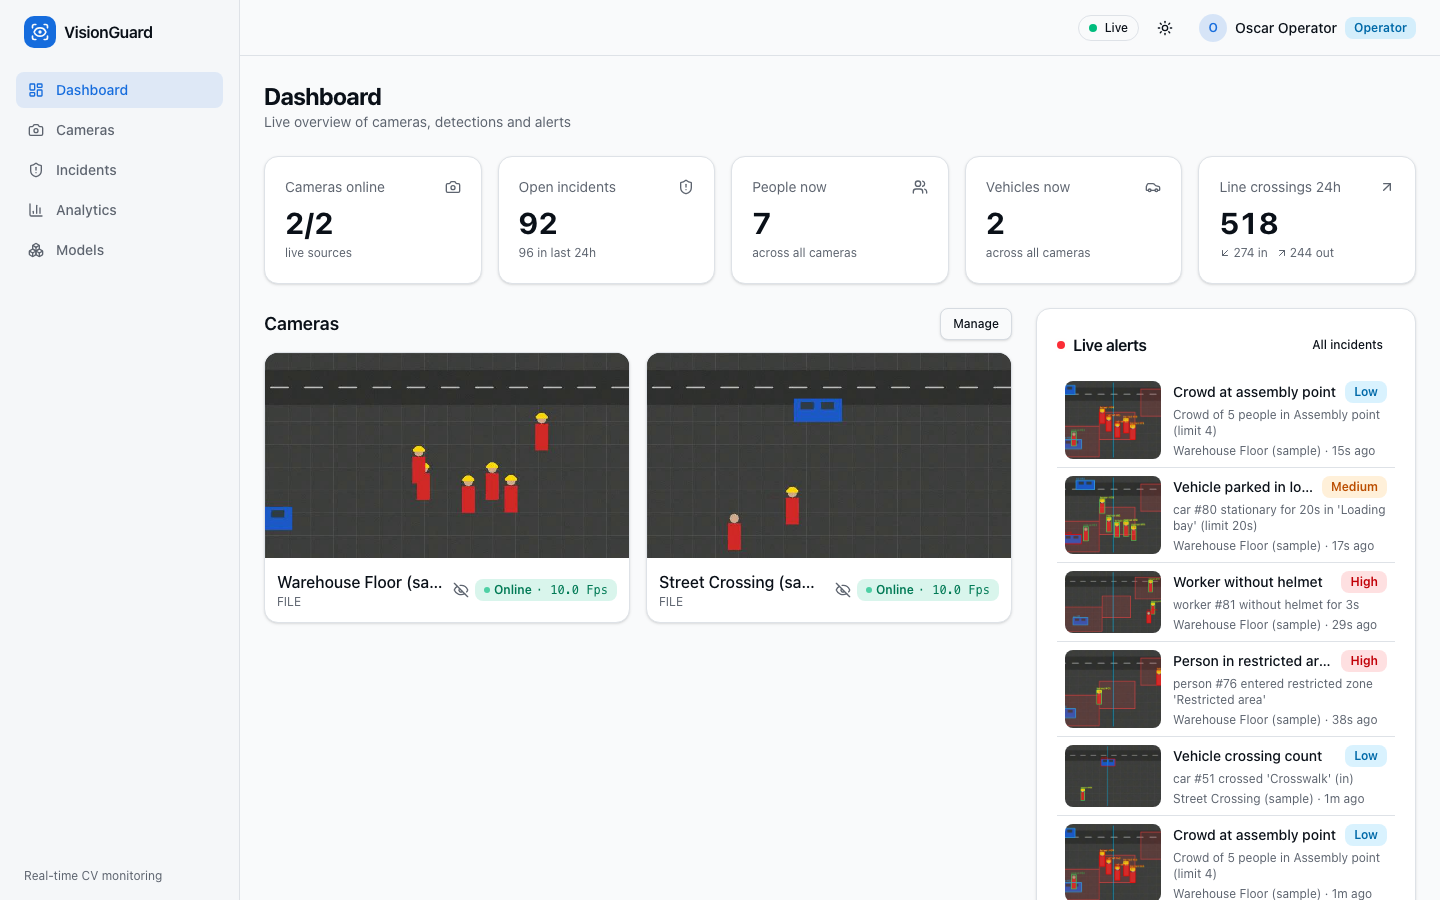 VisionGuard
Live
O
Oscar Operator
Operator
Dashboard
Cameras
Incidents
Analytics
Models
Real-time CV monitoring
Dashboard
Live overview of cameras, detections and alerts
Cameras online
2/2
live sources
Open incidents
92
96 in last 24h
People now
7
across all cameras
Vehicles now
2
across all cameras
Line crossings 24h
518
274 in 244 out
Cameras
Manage
Warehouse Floor (sa...
FILE
Online · 10.0 Fps
Street Crossing (sa...
FILE
Online · 10.0 Fps
Live alerts
All incidents
Crowd at assembly point
Low
Crowd of 5 people in Assembly point
(limit 4)
Warehouse Floor (sample) · 15s ago
Vehicle parked in lo...
Medium
car #80 stationary for 20s in 'Loading
bay' (limit 20s)
Warehouse Floor (sample) · 17s ago
Worker without helmet
High
worker #81 without helmet for 3s
Warehouse Floor (sample) · 29s ago
Person in restricted ar...
High
person #76 entered restricted zone
'Restricted area'
Warehouse Floor (sample) · 38s ago
Vehicle crossing count
Low
car #51 crossed 'Crosswalk' (in)
Street Crossing (sample) · 1m ago
Crowd at assembly point
Low
Crowd of 5 people in Assembly point
(limit 4)
Warehouse Floor (sample) · 1m ago